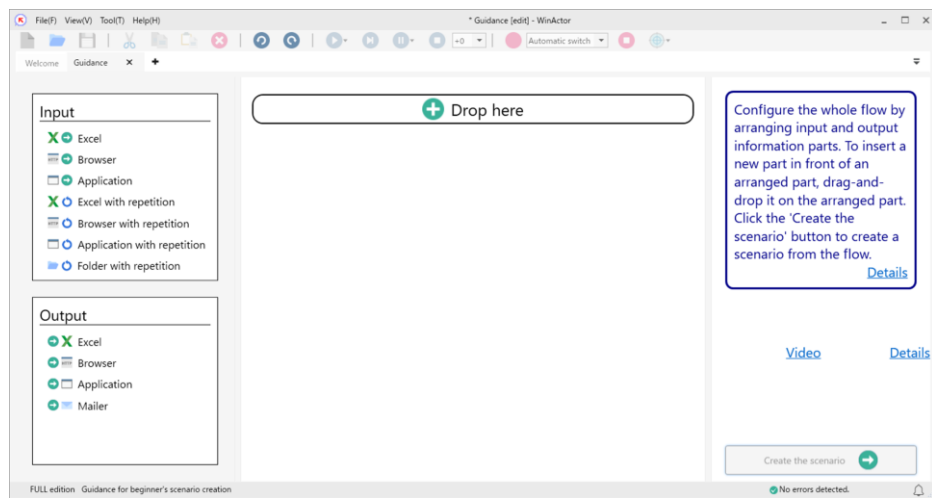 File(F) View(V) Tool(T) Help(H)
* Guidance [edit] - WinActor
+0
Automatic switch
Welcome
Guidance
Input
Excel
Browser
Application
Excel with repetition
Browser with repetition
Application with repetition
Folder with repetition
Output
Excel
Browser
Application
Mailer
Drop here
Configure the whole flow by
arranging input and output
information parts. To insert a
new part in front of an
arranged part, drag-and-
drop it on the arranged part.
Click the 'Create the
scenario' button to create a
scenario from the flow.
Details
Video
Details
Create the scenario
FULL edition Guidance for beginner's scenario creation
No errors detected.